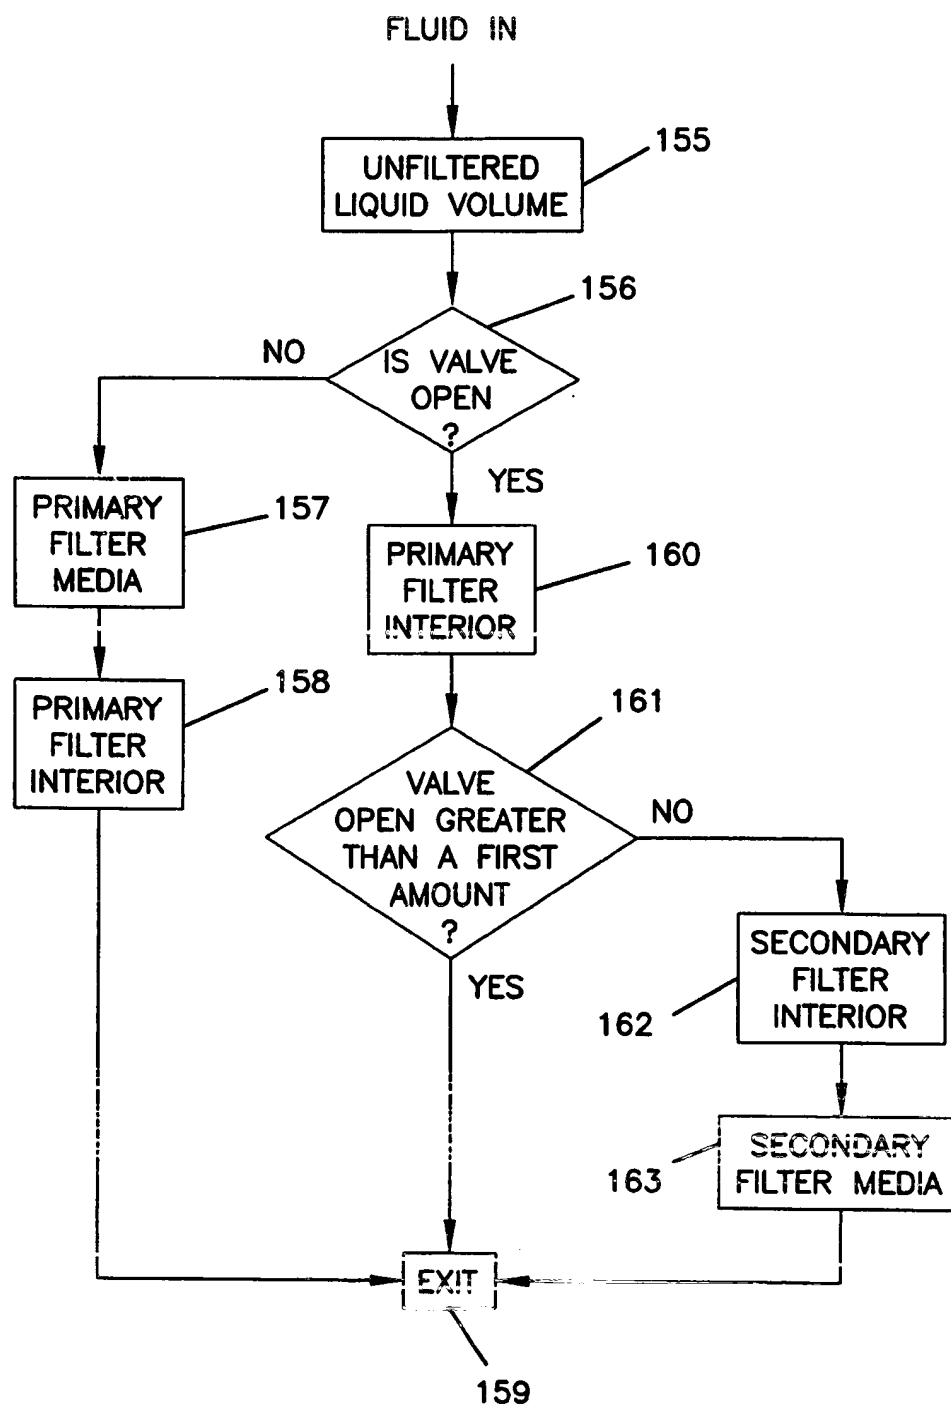 FLUID IN
UNFILTERED
LIQUID VOLUME
155
156
IS VALVE
OPEN
?
NO
YES
PRIMARY
FILTER
MEDIA
157
PRIMARY
FILTER
INTERIOR
160
PRIMARY
FILTER
INTERIOR
158
161
VALVE
OPEN GREATER
THAN A FIRST
AMOUNT
?
NO
YES
SECONDARY
FILTER
INTERIOR
162
SECONDARY
FILTER MEDIA
163
EXIT
159